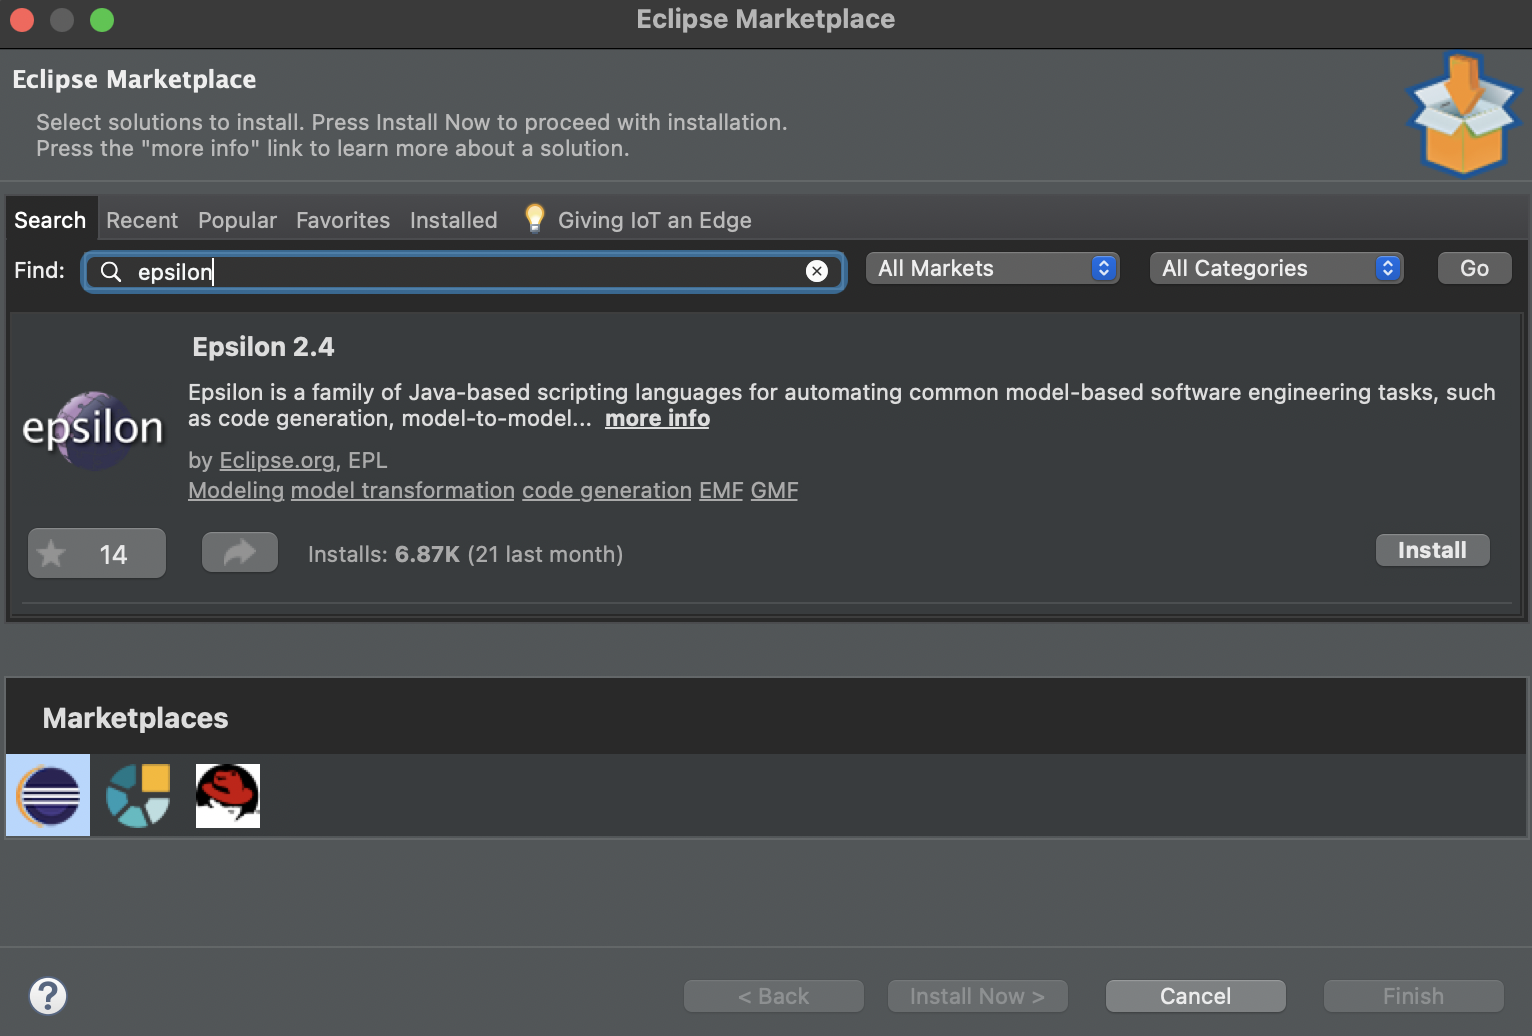 Eclipse Marketplace
Eclipse Marketplace
Select solutions to install. Press Install Now to proceed with installation.
Press the "more info" link to learn more about a solution.
Search Recent Popular Favorites Installed Giving IoT an Edge
Find: epsilon All Markets All Categories Go
Epsilon 2.4
Epsilon is a family of Java-based scripting languages for automating common model-based software engineering tasks, such
as code generation, model-to-model... more info
epsilon
by Eclipse.org, EPL
Modeling model transformation code generation EMF GMF
14 Installs: 6.87K (21 last month) Install
Marketplaces
? < Back Install Now > Cancel Finish